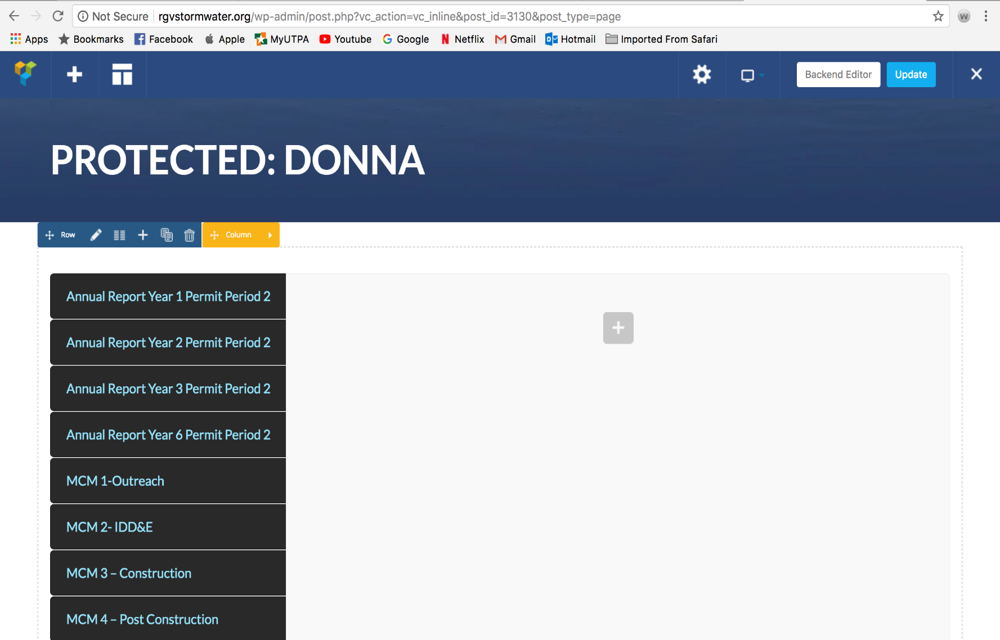 Not Secure rgvstormwater.org/wp-admin/post.php?vc_action=vc_inline&post_id=3130&post_type=page W
Apps Bookmarks Facebook Apple MyUTPA Youtube Google Netflix Gmail Hotmail Imported From Safari
Backend Editor Update
PROTECTED: DONNA
Row Column
Annual Report Year 1 Permit Period 2
Annual Report Year 2 Permit Period 2
Annual Report Year 3 Permit Period 2
Annual Report Year 6 Permit Period 2
MCM 1-Outreach
MCM 2- IDD&E
MCM 3 – Construction
MCM 4 – Post Construction